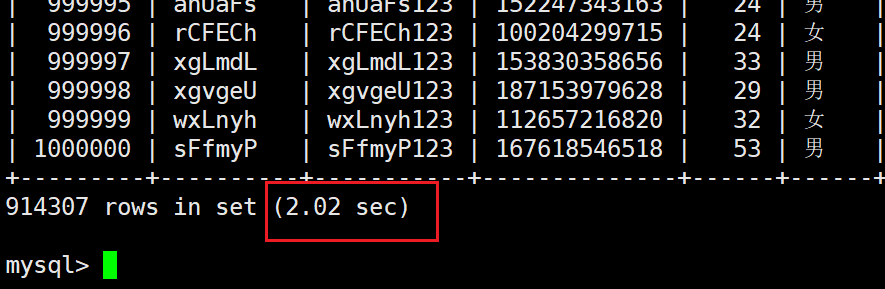 | 999995 | anUaFs | anUaFs123 | 152247343163 | 24 | 男 |
| 999996 | rCFECh | rCFECh123 | 100204299715 | 24 | 女 |
| 999997 | xgLmdL | xgLmdL123 | 153830358656 | 33 | 男 |
| 999998 | xgvgeU | xgvgeU123 | 187153979628 | 29 | 男 |
| 999999 | wxLnyh | wxLnyh123 | 112657216820 | 32 | 女 |
| 1000000 | sFfmyP | sFfmyP123 | 167618546518 | 53 | 男 |
+---------+----------+-----------+--------------+------+------+
914307 rows in set (2.02 sec)
mysql>